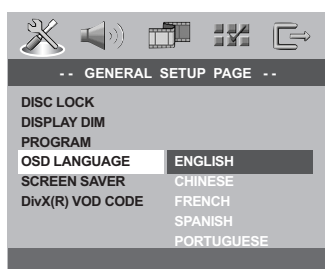 -- GENERAL SETUP PAGE --
DISC LOCK
DISPLAY DIM
PROGRAM
OSD LANGUAGE ENGLISH
SCREEN SAVER CHINESE
DivX(R) VOD CODE FRENCH
SPANISH
PORTUGUESE